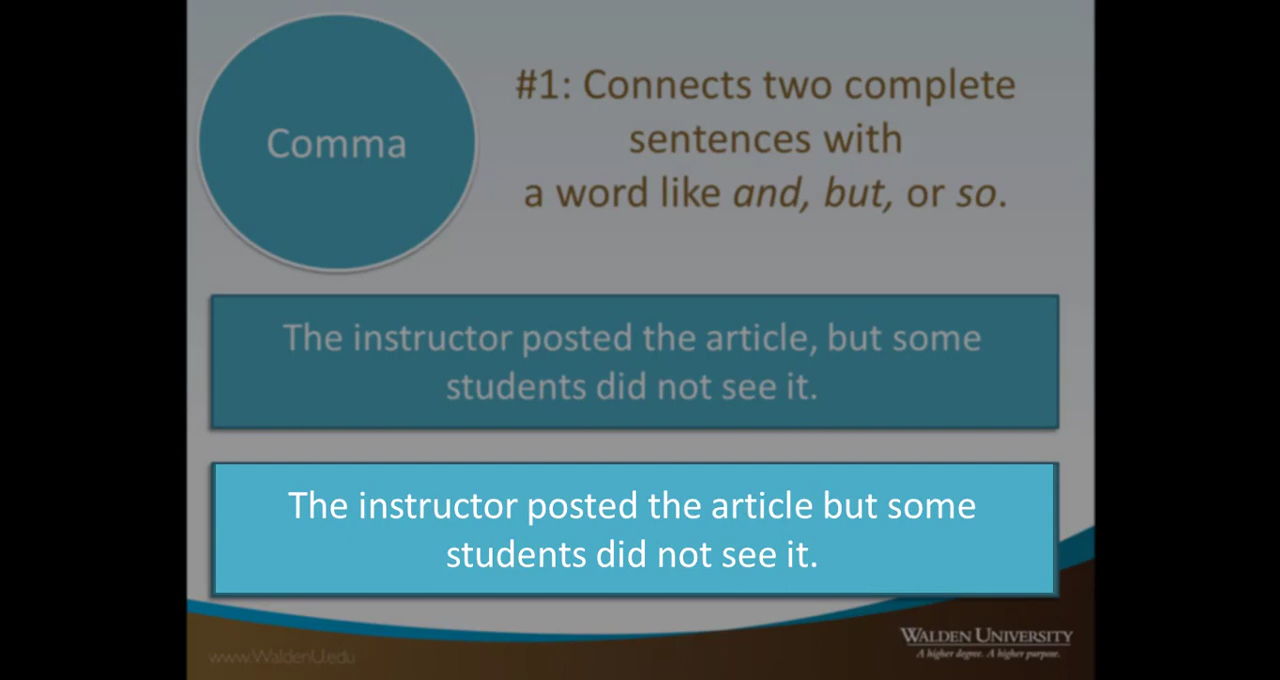 Comma
#1: Connects two complete
sentences with
a word like and, but, or so.
The instructor posted the article, but some
students did not see it.
The instructor posted the article but some
students did not see it.
www.WaldenU.edu
WALDEN UNIVERSITY
A higher degree. A higher purpose.